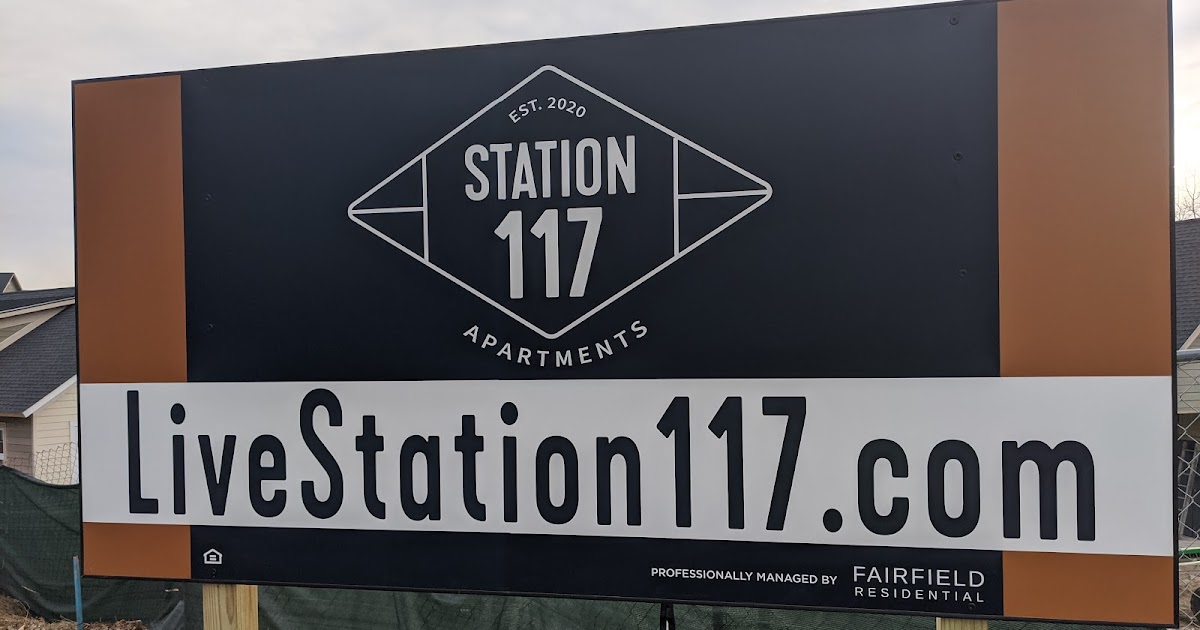 EST. 2020
STATION
117
APARTMENTS
LiveStation117.com
PROFESSIONALLY MANAGED BY FAIRFIELD
RESIDENTIAL